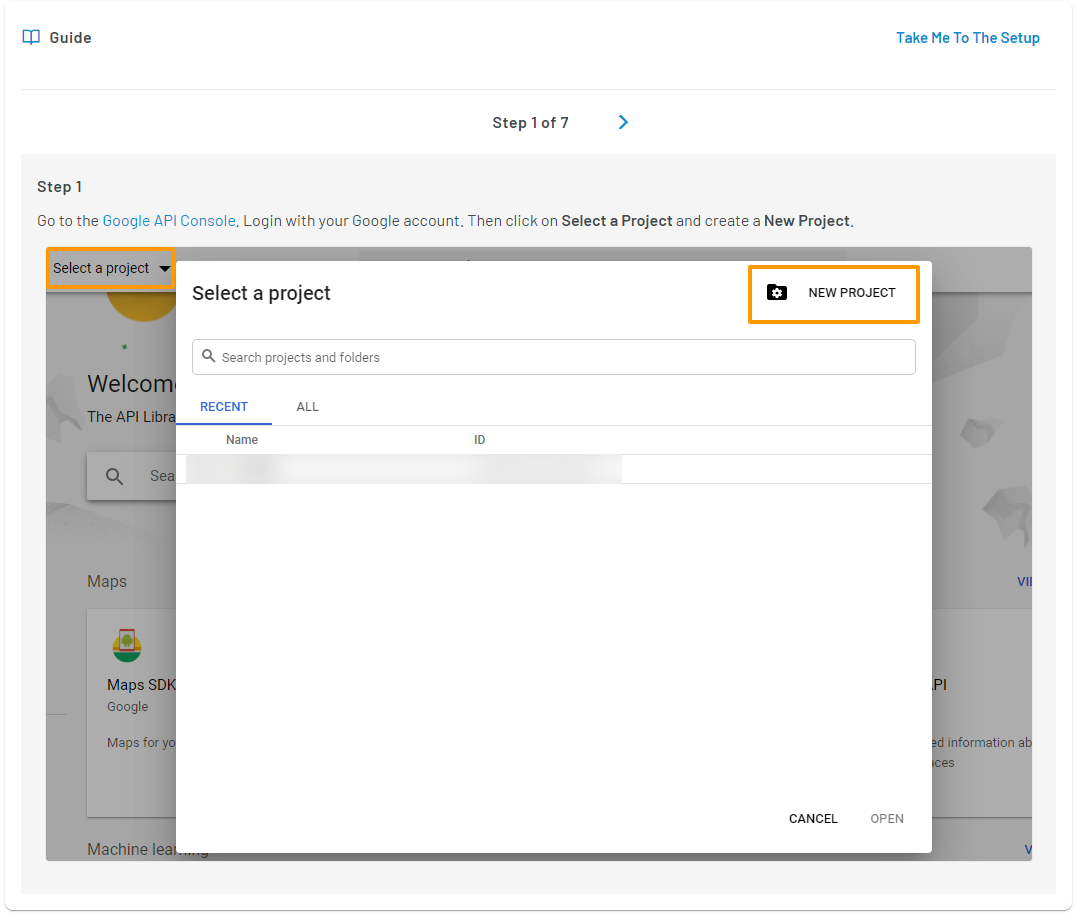 Guide
Take Me To The Setup
Step 1 of 7
Step 1
Go to the Google API Console. Login with your Google account. Then click on Select a Project and create a New Project.
Select a project
Select a project
NEW PROJECT
Search projects and folders
Welcome
RECENT
ALL
The API Libra
Name
ID
Sea
Maps
VIE
Maps SDK
PI
Google
Maps for yo
ed information ab
ces
CANCEL
OPEN
Machine learning
V